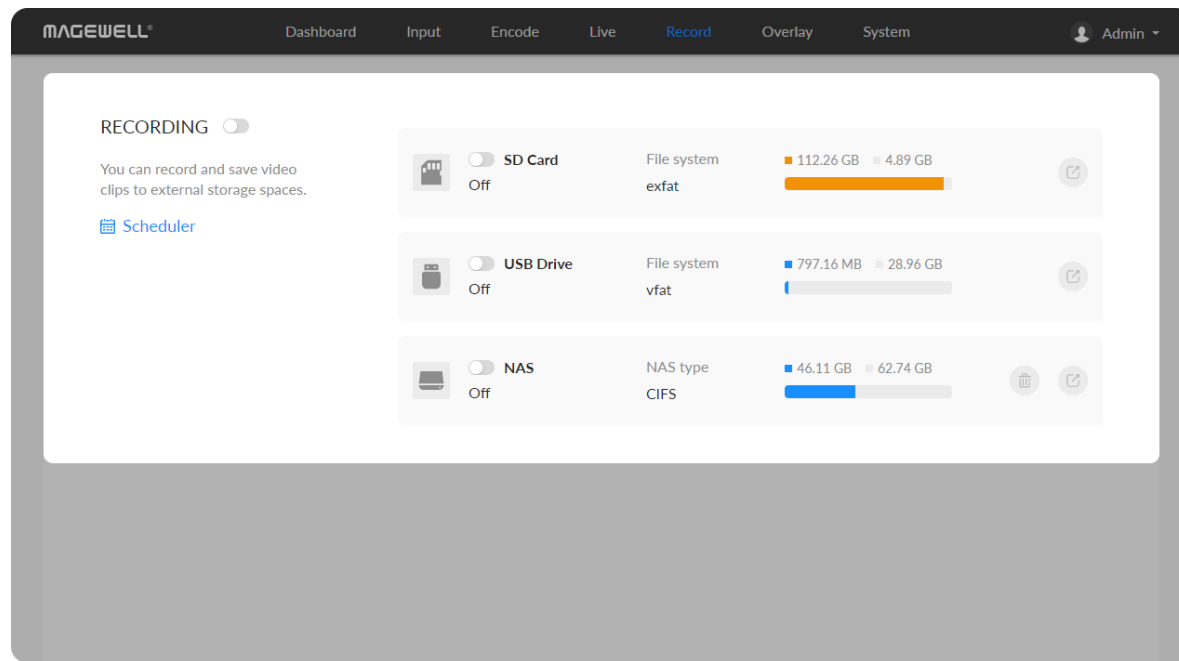 MAGEWELL®
Dashboard Input Encode Live Record Overlay System
Admin
RECORDING
You can record and save video
clips to external storage spaces.
Scheduler
SD Card
Off
File system
exfat
112.26 GB 4.89 GB
USB Drive
Off
File system
vfat
797.16 MB 28.96 GB
NAS
Off
NAS type
CIFS
46.11 GB 62.74 GB